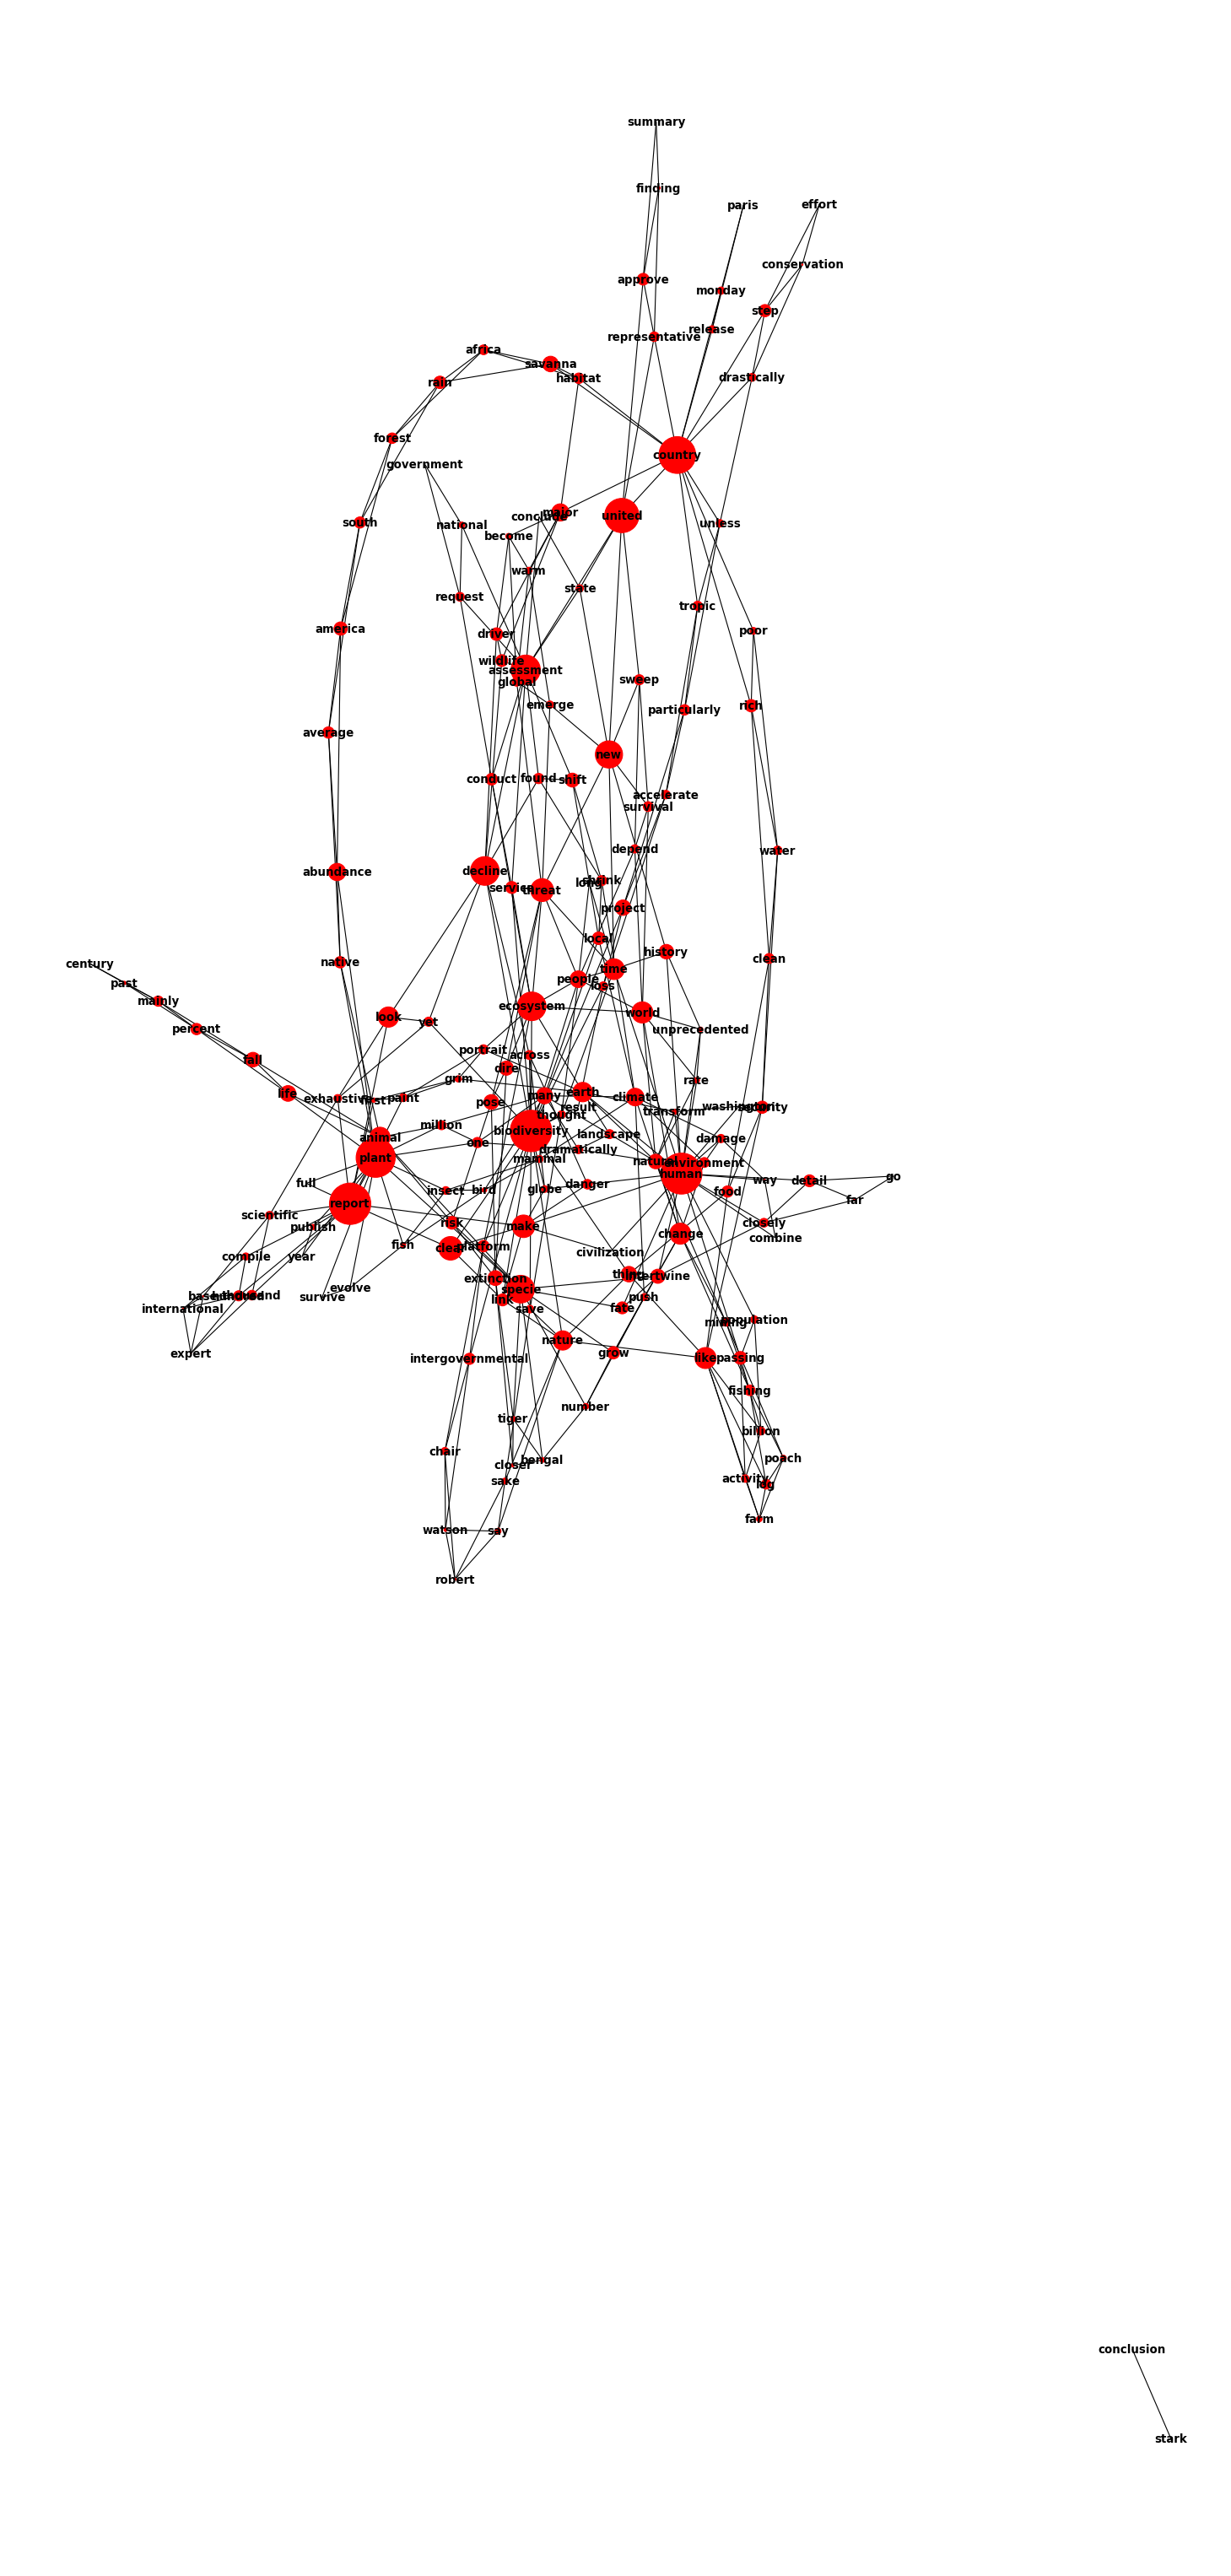 summary
finding
paris
effort
conservation
approve
monday
step
release
representative
africa
savanna
habitat
drastically
rain
forest
country
government
major
conclude
united
south
national
unless
become
warm
state
request
tropic
america
driver
poor
wildlife
assessment
global
sweep
emerge
particularly
rich
average
new
conduct
found
shift
accelerate
survival
depend
water
decline
abundance
shrink
long
service
threat
project
local
history
clean
native
century
time
people
past
loss
mainly
ecosystem
world
look
yet
percent
unprecedented
portrait
across
fall
dire
grim
rate
life
earth
many
climate
paint
exhaustive
pose
result
washington
transform
thought
million
biodiversity
landscape
animal
damage
one
dramatically
plant
mammal
natural
environment
human
go
way
detail
full
danger
globe
insect
bird
food
far
report
scientific
risk
closely
publish
make
change
combine
fish
clear
platform
civilization
compile
year
thing
intertwine
extinction
evolve
specie
survive
push
link
international
save
fate
population
nature
grow
expert
like
passing
intergovernmental
fishing
number
tiger
billion
chair
poach
bengal
closer
activity
sake
log
farm
watson
say
robert
conclusion
stark